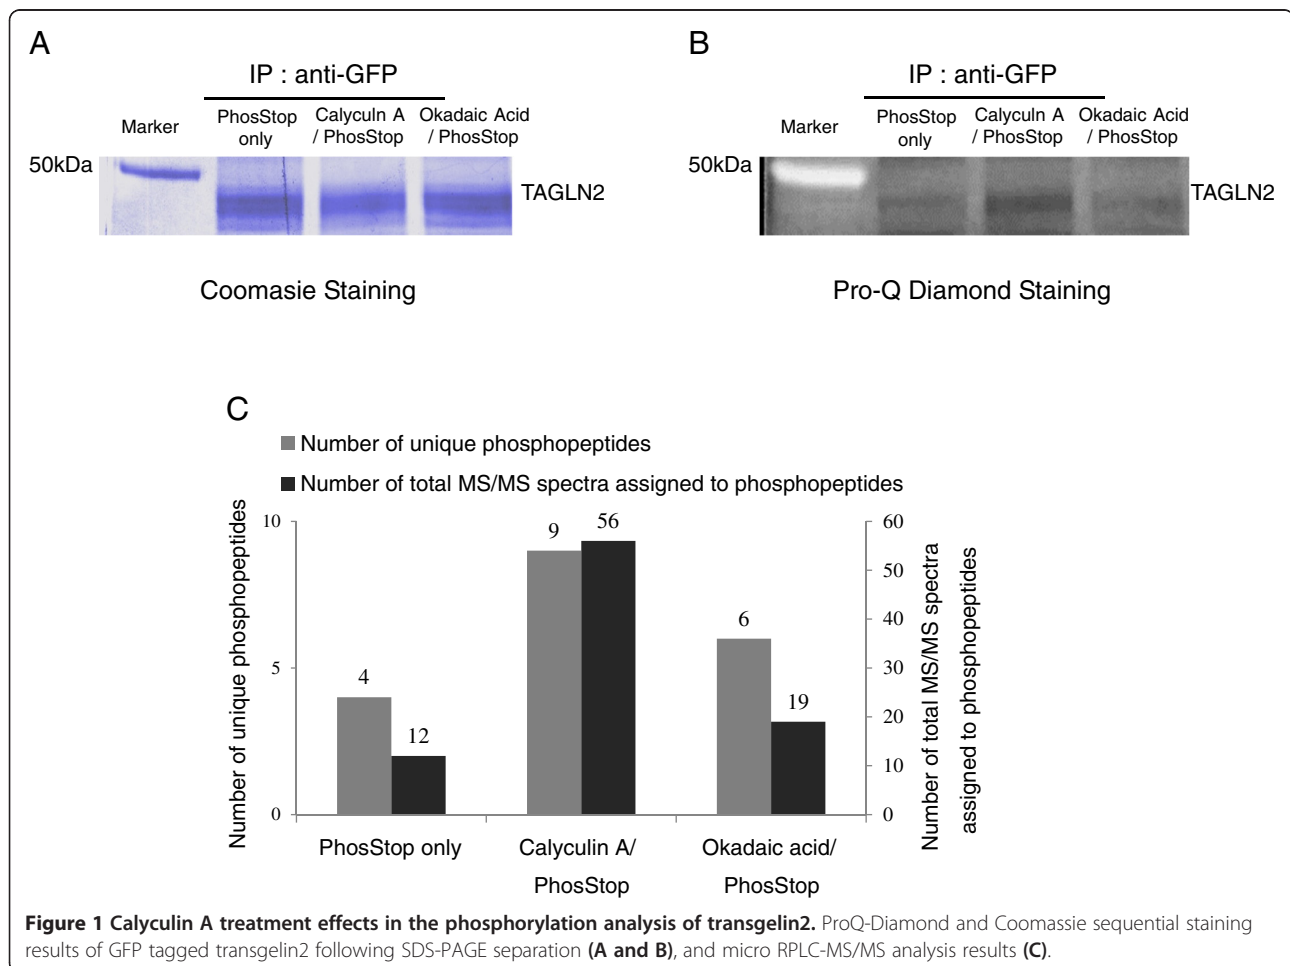 A
IP : anti-GFP
Marker
PhosStop
only
Calyculin A
/ PhosStop
Okadaic Acid
/ PhosStop
50kDa
TAGLN2
Coomasie Staining
B
IP : anti-GFP
Marker
PhosStop
only
Calyculin A
/ PhosStop
Okadaic Acid
/ PhosStop
50kDa
TAGLN2
Pro-Q Diamond Staining
C
Number of unique phosphopeptides
Number of total MS/MS spectra assigned to phosphopeptides
Number of unique phosphopeptides
10
5
0
4
12
9
56
6
19
60
50
40
30
20
10
0
Number of total MS/MS spectra
assigned to phosphopeptides
PhosStop only
Calyculin A/
PhosStop
Okadaic acid/
PhosStop
Figure 1 Calyculin A treatment effects in the phosphorylation analysis of transgelin2. ProQ-Diamond and Coomassie sequential staining
results of GFP tagged transgelin2 following SDS-PAGE separation (A and B), and micro RPLC-MS/MS analysis results (C).